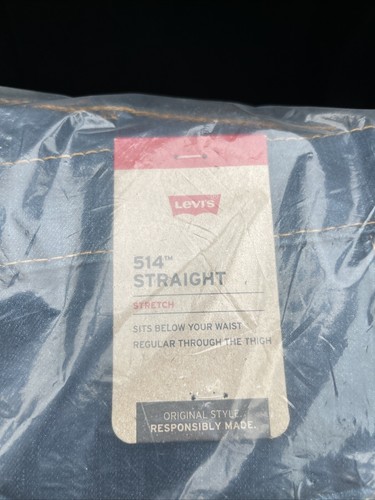 Levi's
514™
STRAIGHT
STRETCH
SITS BELOW YOUR WAIST
REGULAR THROUGH THE THIGH
ORIGINAL STYLE.
RESPONSIBLY MADE.